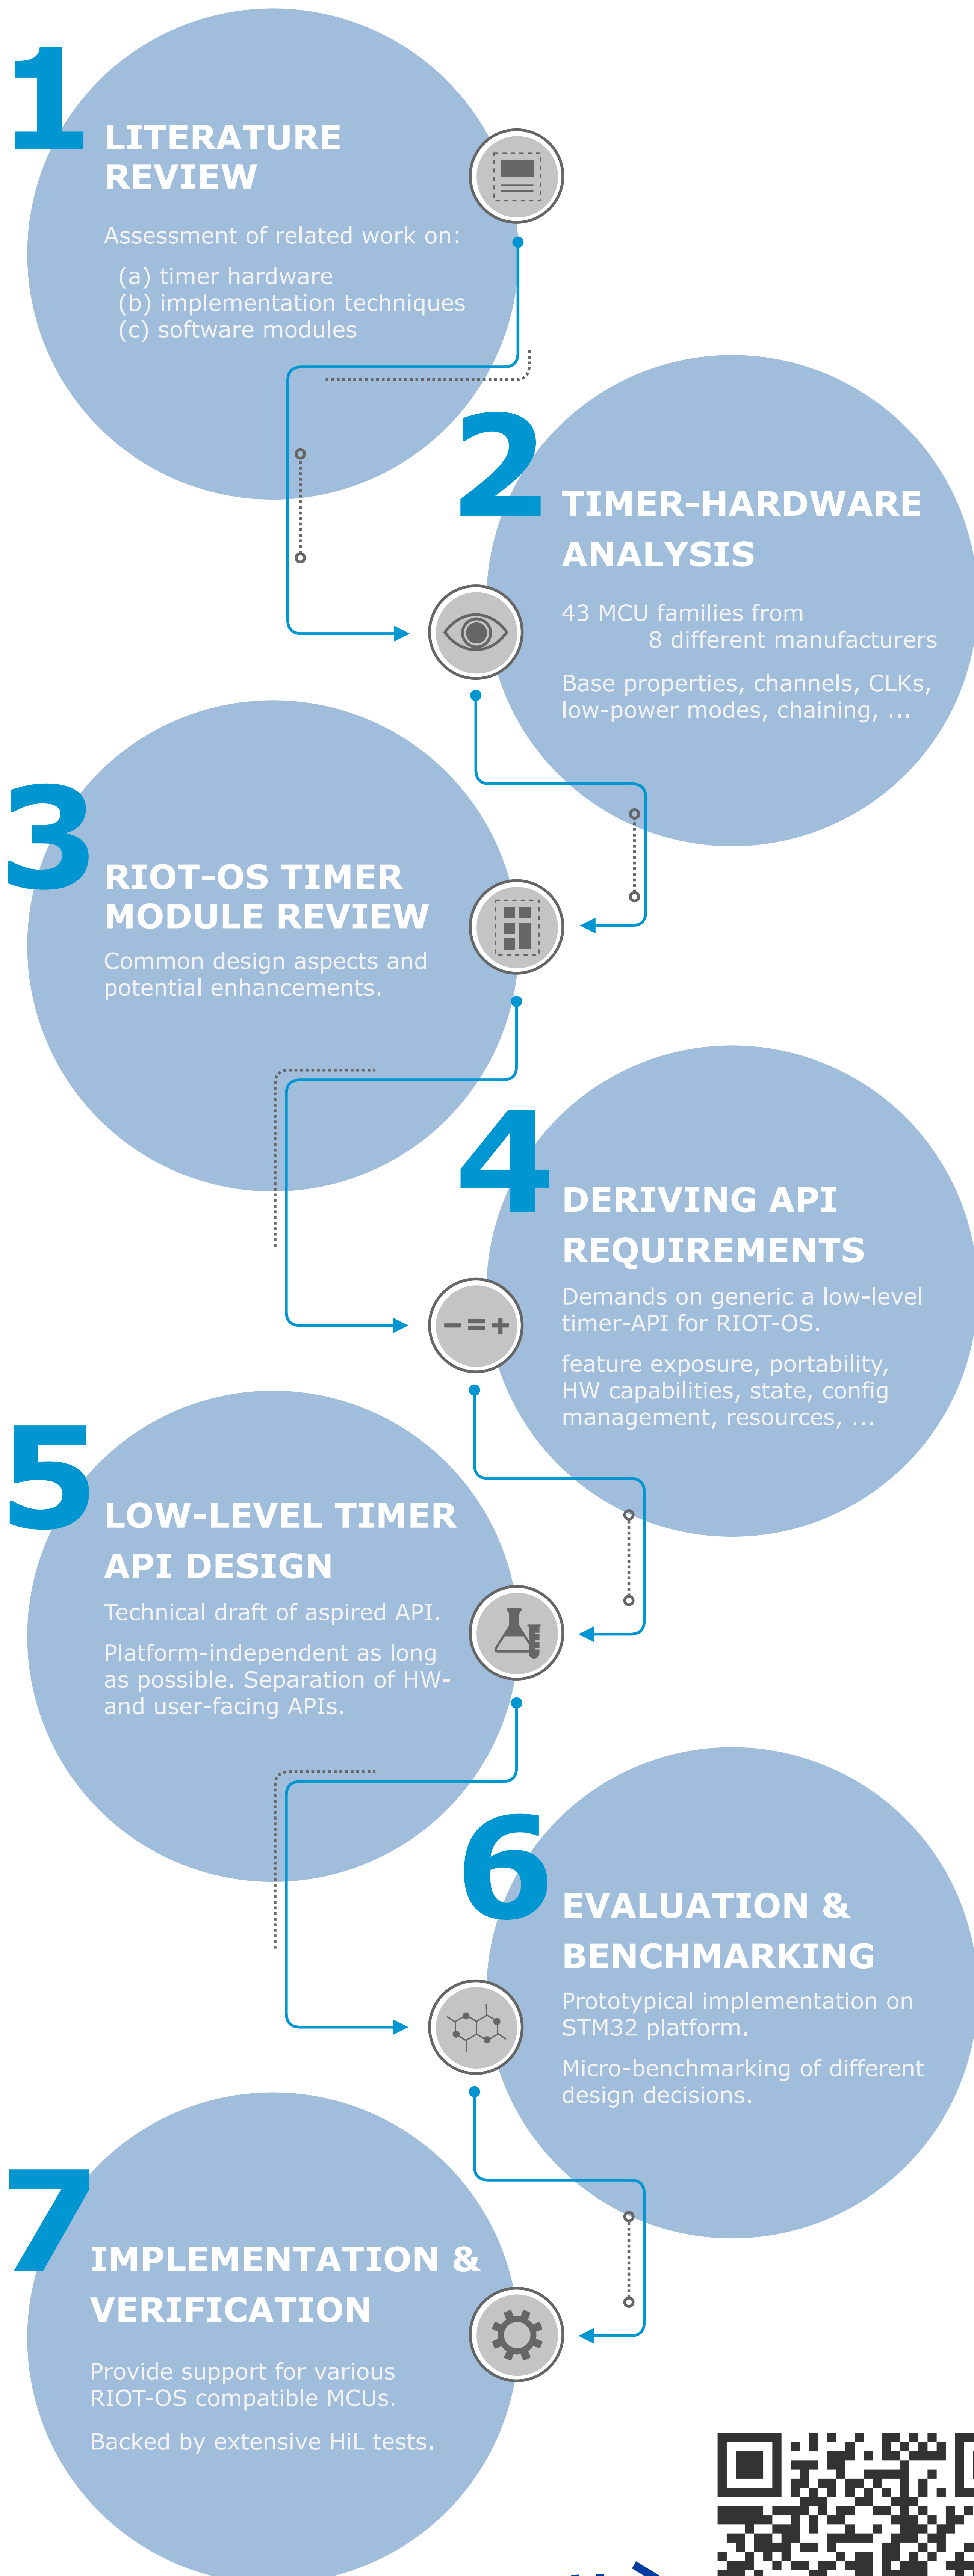 1
LITERATURE
REVIEW
Assessment of related work on:
(a) timer hardware
(b) implementation techniques
(c) software modules
2
TIMER-HARDWARE
ANALYSIS
43 MCU families from
8 different manufacturers
Base properties, channels, CLKs,
low-power modes, chaining, ...
3
RIOT-OS TIMER
MODULE REVIEW
Common design aspects and
potential enhancements.
4
DERIVING API
REQUIREMENTS
Demands on generic a low-level
timer-API for RIOT-OS.
feature exposure, portability,
HW capabilities, state, config
management, resources, ...
5
LOW-LEVEL TIMER
API DESIGN
Technical draft of aspired API.
Platform-independent as long
as possible. Separation of HW-
and user-facing APIs.
6
EVALUATION &
BENCHMARKING
Prototypical implementation on
STM32 platform.
Micro-benchmarking of different
design decisions.
7
IMPLEMENTATION &
VERIFICATION
Provide support for various
RIOT-OS compatible MCUs.
Backed by extensive HiL tests.